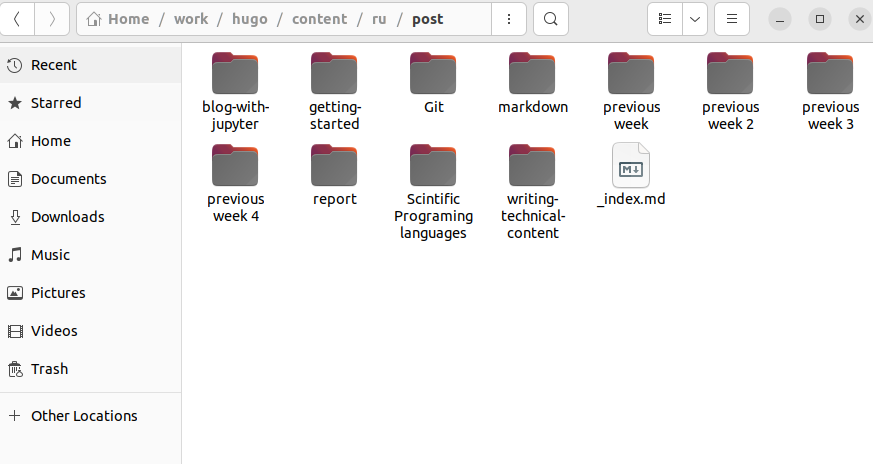 Home / work / hugo / content / ru / post
Recent
Starred
Home
Documents
Downloads
Music
Pictures
Videos
Trash
Other Locations
blog-with-
jupyter
getting-
started
Git
markdown
previous
week
previous
week 2
previous
week 3
previous
week 4
report
Scintific
Programing
languages
writing-
technical-
content
_index.md